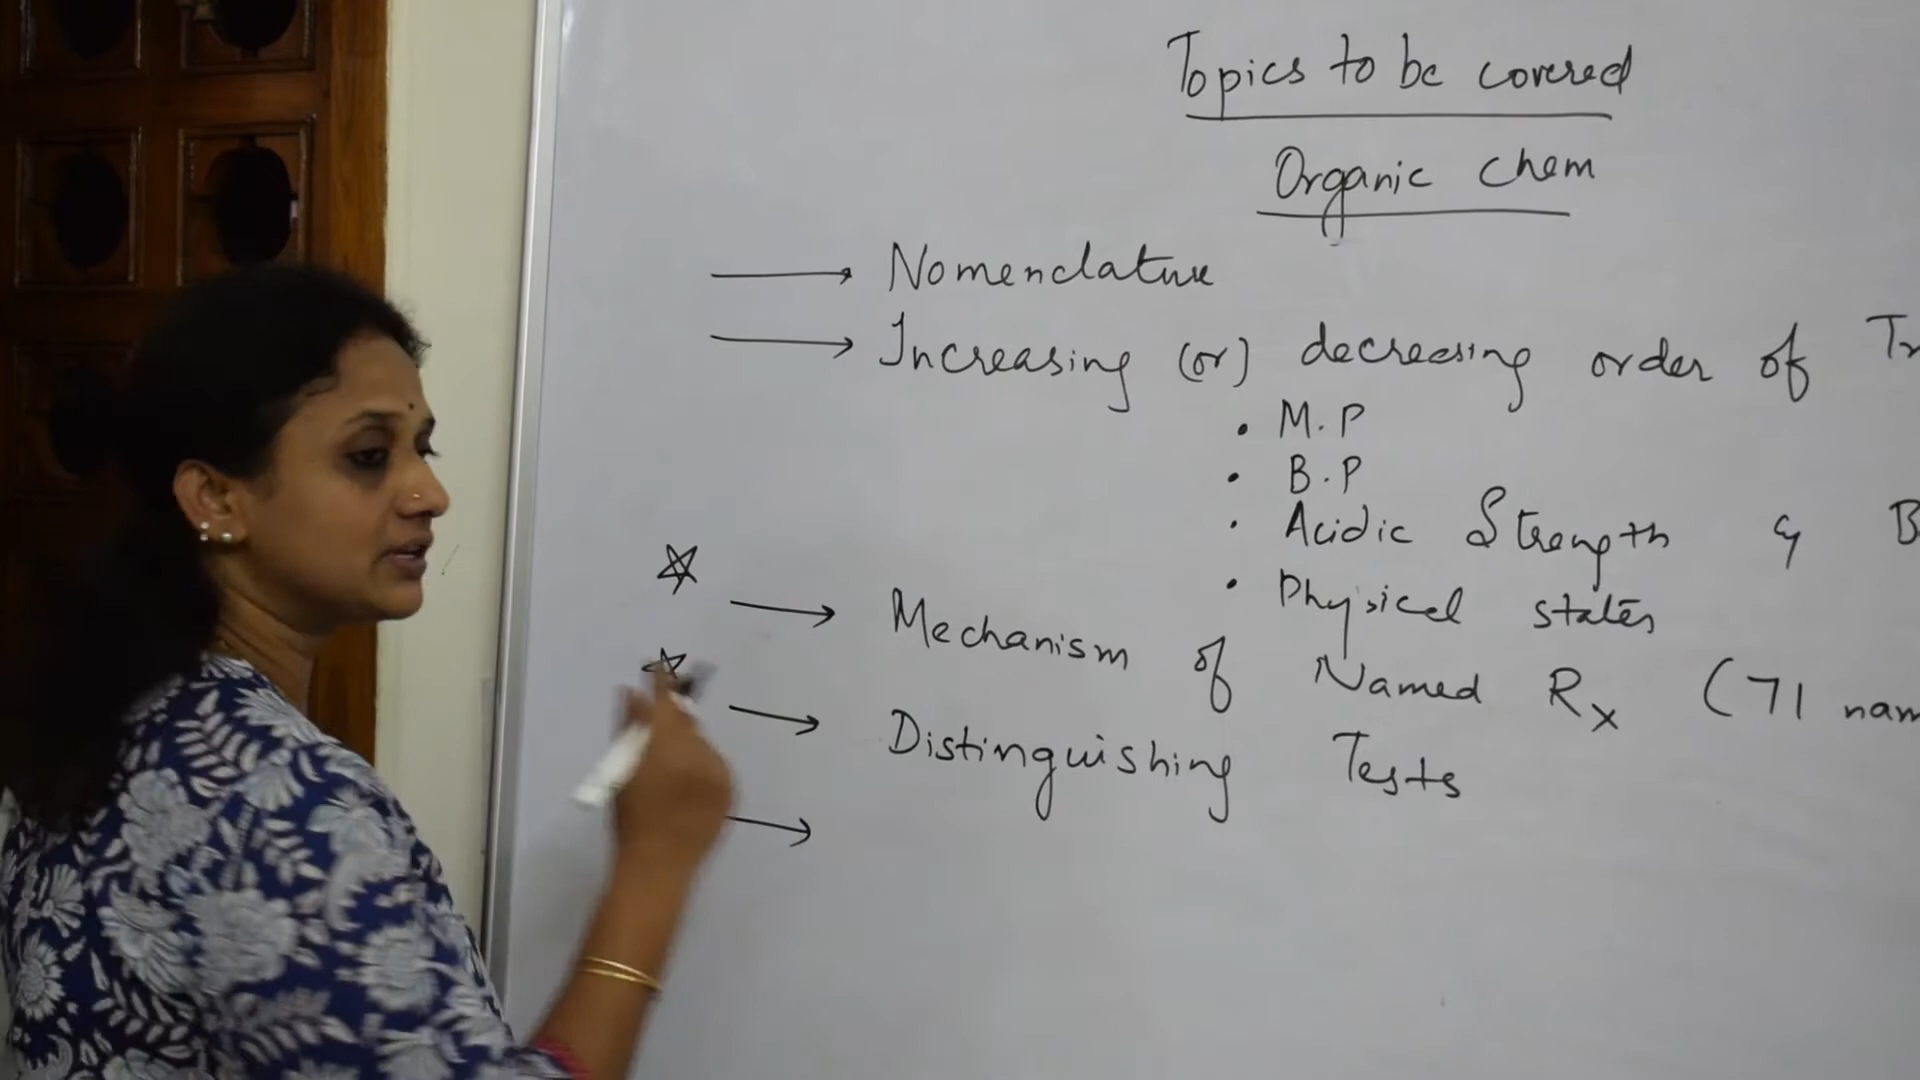 Topics to be covered
Organic Chem
Nomenclature
Increasing (or) decreasing order of
• M.P
• B.P
• Acidic Strength & B
• Physical states
Mechanism of Named Rx (71 nam
Distinguishing Tests